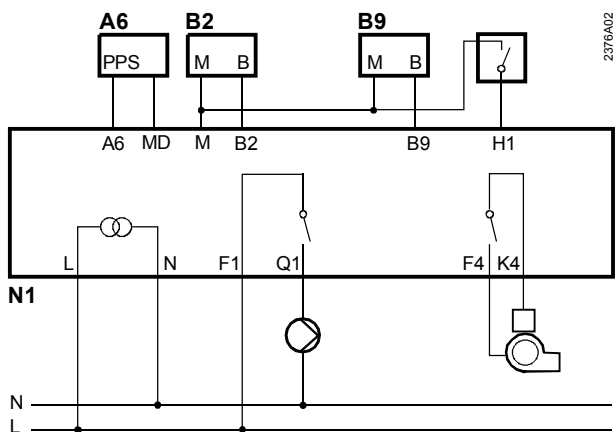 A6 B2 B9
2376A02
PPS M B M B
A6 MD M B2 B9 H1
L N F1 Q1 F4 K4
N1
N
L